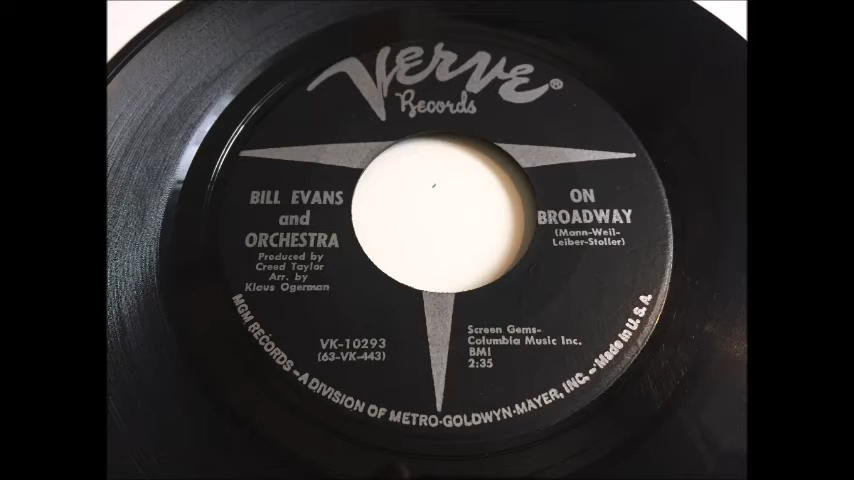 Verve®
Records
BILL EVANS
and
ORCHESTRA
Produced by
Creed Taylor
Arr. by
Klaus Ogerman
ON
BROADWAY
(Mann-Weil-
Leiber-Stoller)
VK-10293
(63-VK-443)
Screen Gems-
Columbia Music Inc.
BMI
2:35
MGM RECORDS – A DIVISION OF METRO-GOLDWYN-MAYER, INC. – Made in U.S.A.